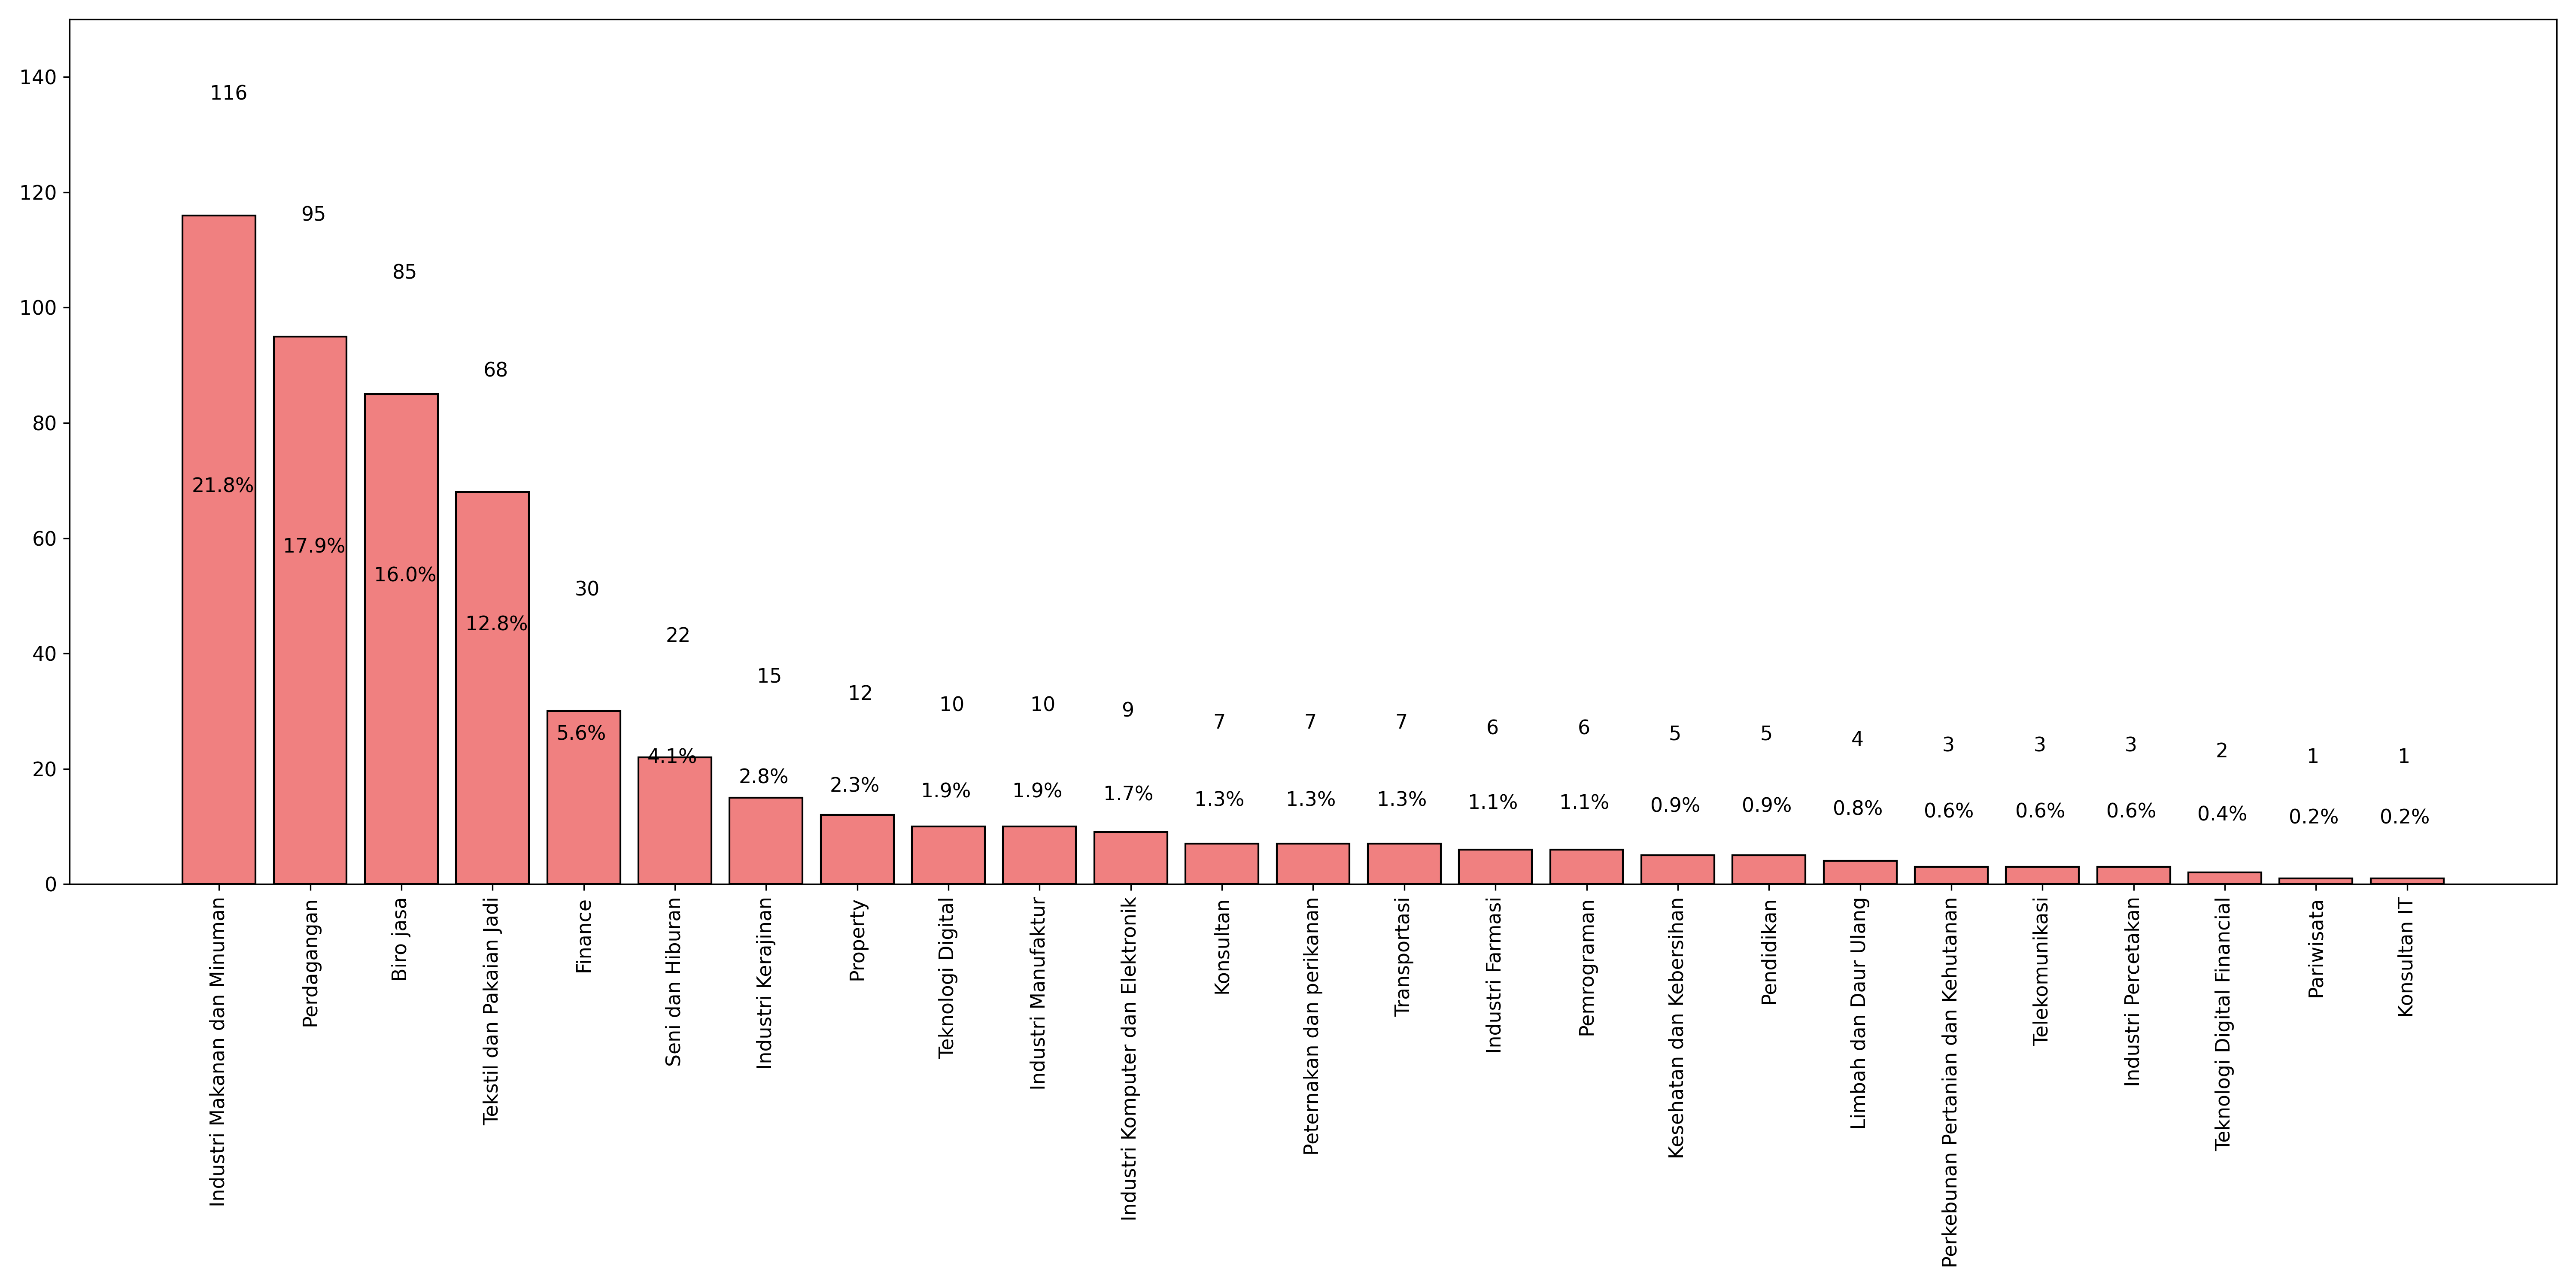 140
120
100
80
60
40
20
0
116
95
85
68
30
22
15
12
10
10
9
7
7
7
6
6
5
5
4
3
3
3
2
1
1
21.8%
17.9%
16.0%
12.8%
5.6%
4.1%
2.8%
2.3%
1.9%
1.9%
1.7%
1.3%
1.3%
1.3%
1.1%
1.1%
0.9%
0.9%
0.8%
0.6%
0.6%
0.6%
0.4%
0.2%
0.2%
Industri Makanan dan Minuman
Perdagangan
Biro jasa
Tekstil dan Pakaian Jadi
Finance
Seni dan Hiburan
Industri Kerajinan
Property
Teknologi Digital
Industri Manufaktur
Industri Komputer dan Elektronik
Konsultan
Peternakan dan perikanan
Transportasi
Industri Farmasi
Pemrograman
Kesehatan dan Kebersihan
Pendidikan
Limbah dan Daur Ulang
Perkebunan Pertanian dan Kehutanan
Telekomunikasi
Industri Percetakan
Teknologi Digital Financial
Pariwisata
Konsultan IT